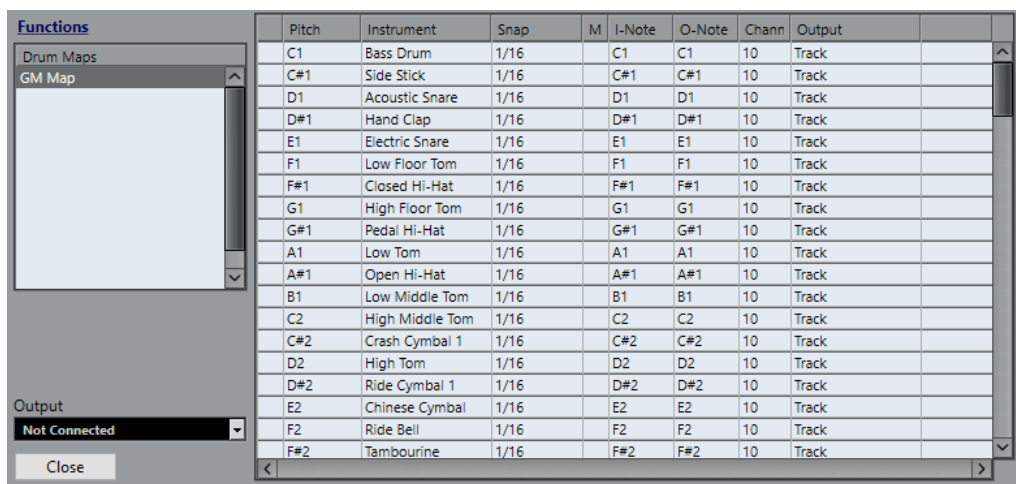 Functions
Drum Maps
GM Map
Output
Not Connected
Close
Pitch Instrument Snap M I-Note O-Note Chann Output
C1 Bass Drum 1/16 C1 C1 10 Track
C#1 Side Stick 1/16 C#1 C#1 10 Track
D1 Acoustic Snare 1/16 D1 D1 10 Track
D#1 Hand Clap 1/16 D#1 D#1 10 Track
E1 Electric Snare 1/16 E1 E1 10 Track
F1 Low Floor Tom 1/16 F1 F1 10 Track
F#1 Closed Hi-Hat 1/16 F#1 F#1 10 Track
G1 High Floor Tom 1/16 G1 G1 10 Track
G#1 Pedal Hi-Hat 1/16 G#1 G#1 10 Track
A1 Low Tom 1/16 A1 A1 10 Track
A#1 Open Hi-Hat 1/16 A#1 A#1 10 Track
B1 Low Middle Tom 1/16 B1 B1 10 Track
C2 High Middle Tom 1/16 C2 C2 10 Track
C#2 Crash Cymbal 1 1/16 C#2 C#2 10 Track
D2 High Tom 1/16 D2 D2 10 Track
D#2 Ride Cymbal 1 1/16 D#2 D#2 10 Track
E2 Chinese Cymbal 1/16 E2 E2 10 Track
F2 Ride Bell 1/16 F2 F2 10 Track
F#2 Tambourine 1/16 F#2 F#2 10 Track